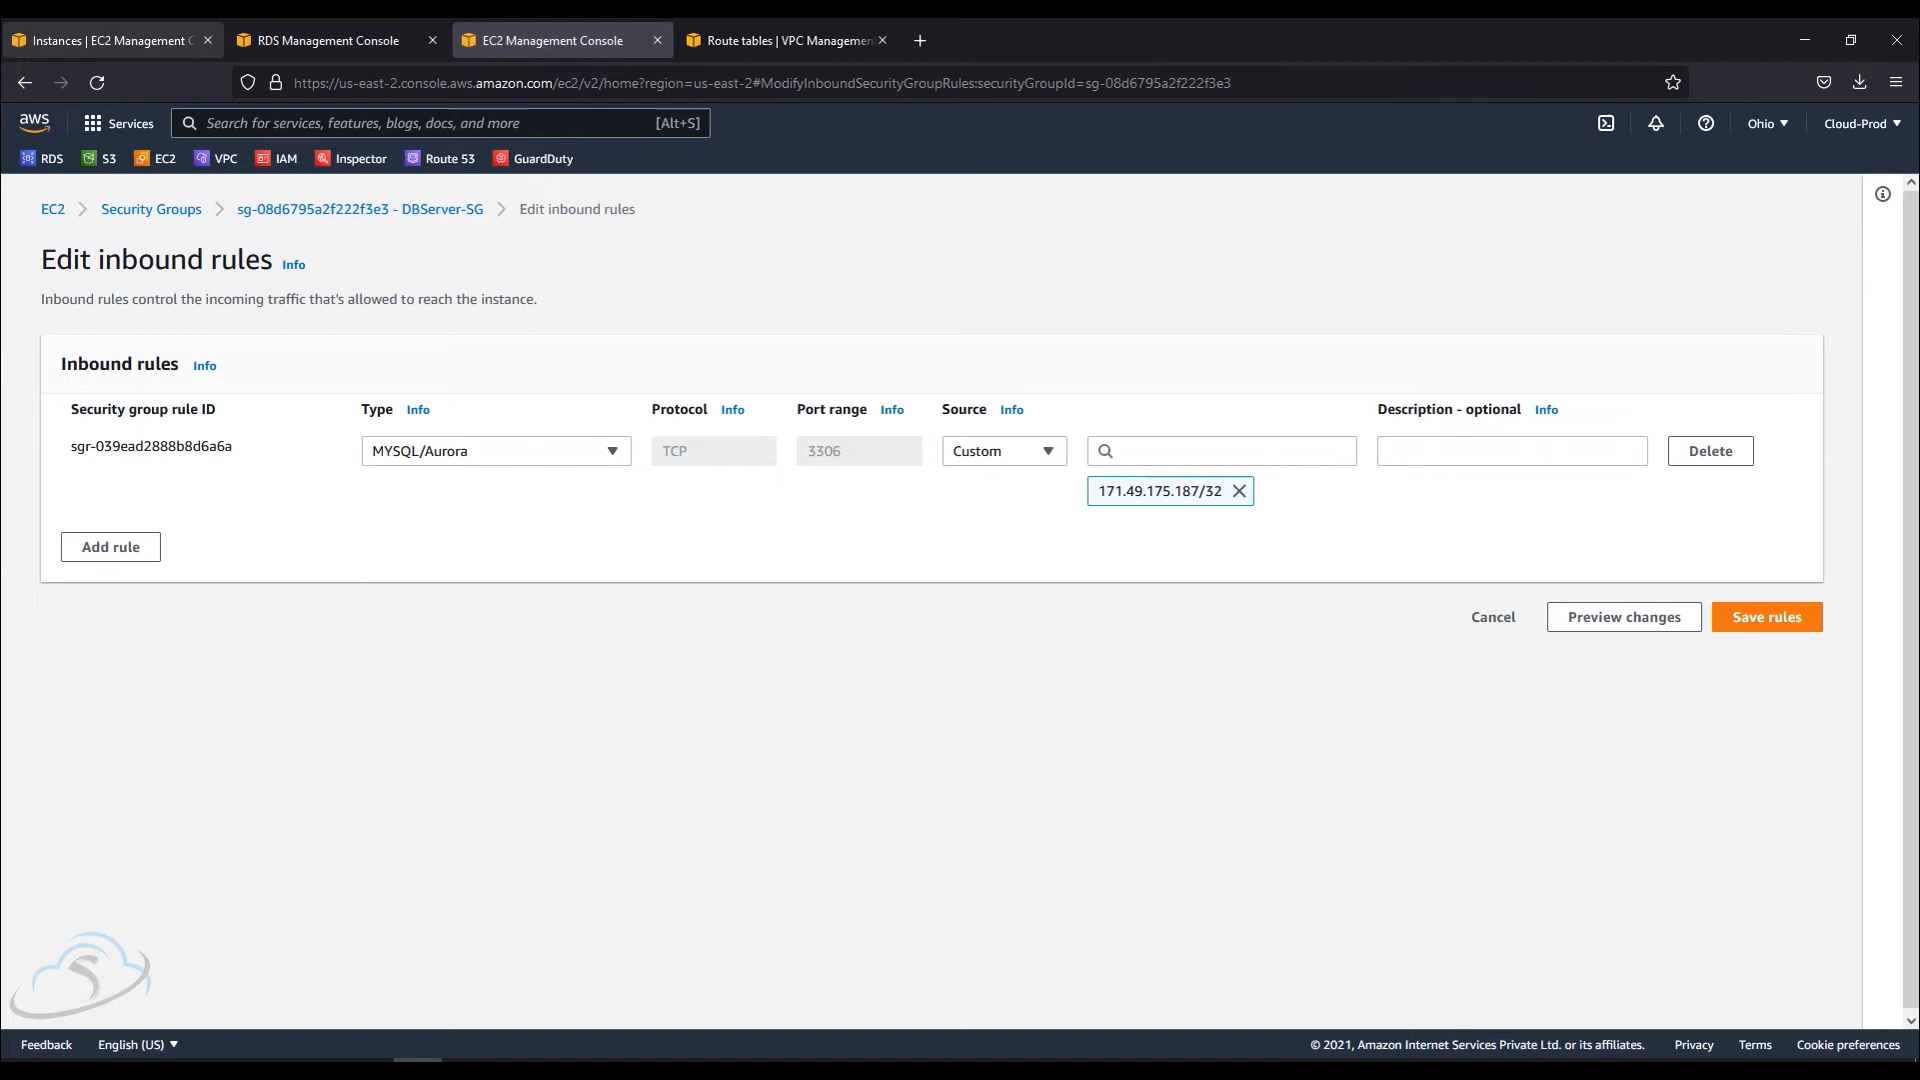 Instances | EC2 Management C
RDS Management Console
EC2 Management Console
Route tables | VPC Managemen
https://us-east-2.console.aws.amazon.com/ec2/v2/home?region=us-east-2#ModifyInboundSecurityGroupRules:securityGroupId=sg-08d6795a2f222f3e3
aws
Services
Search for services, features, blogs, docs, and more
[Alt+S]
Ohio
Cloud-Prod
RDS
S3
EC2
VPC
IAM
Inspector
Route 53
GuardDuty
EC2
Security Groups
sg-08d6795a2f222f3e3 - DBServer-SG
Edit inbound rules
Edit inbound rules Info
Inbound rules control the incoming traffic that's allowed to reach the instance.
Inbound rules Info
Security group rule ID
Type Info
Protocol Info
Port range Info
Source Info
Description - optional Info
sgr-039ead2888b8d6a6a
MYSQL/Aurora
TCP
3306
Custom
Delete
171.49.175.187/32
Add rule
Cancel
Preview changes
Save rules
S
Feedback
English (US)
© 2021, Amazon Internet Services Private Ltd. or its affiliates.
Privacy
Terms
Cookie preferences